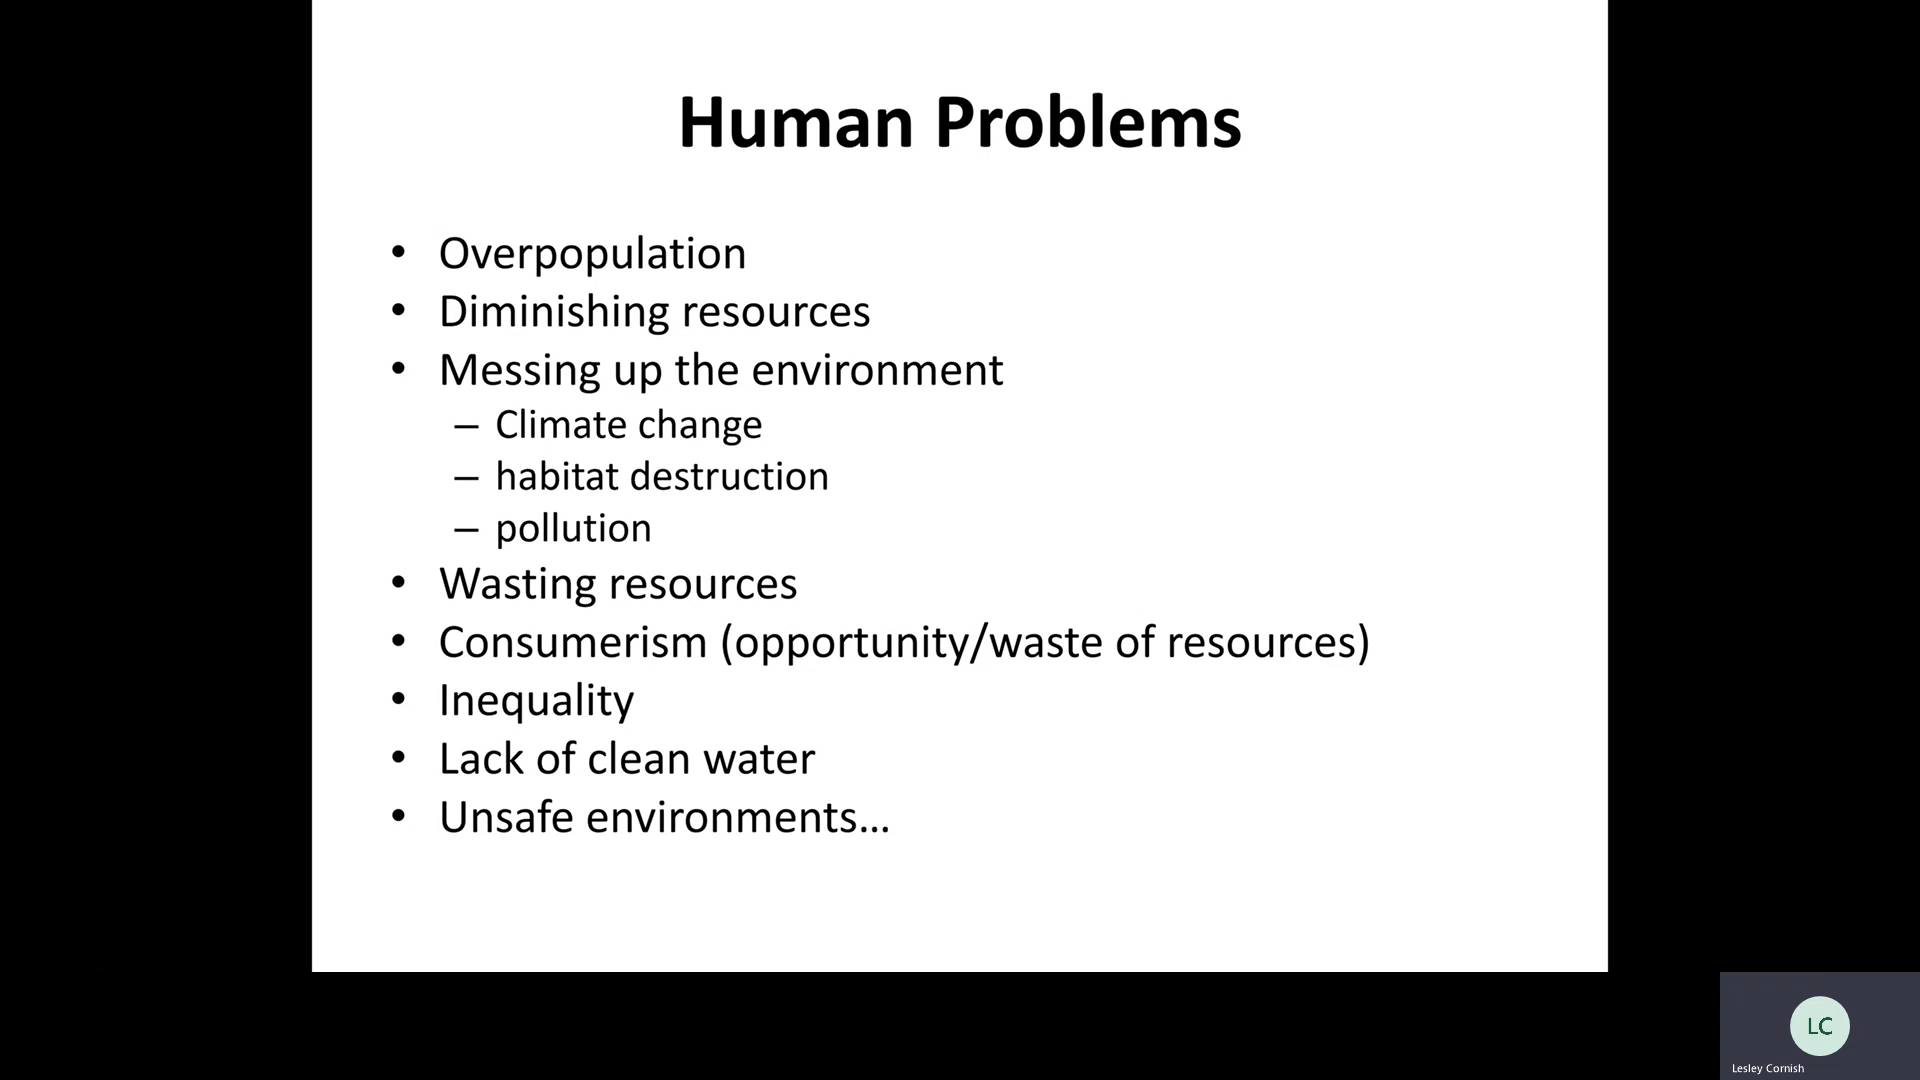 Human Problems
• Overpopulation
• Diminishing resources
• Messing up the environment
– Climate change
– habitat destruction
– pollution
• Wasting resources
• Consumerism (opportunity/waste of resources)
• Inequality
• Lack of clean water
• Unsafe environments…
LC
Lesley Cornish